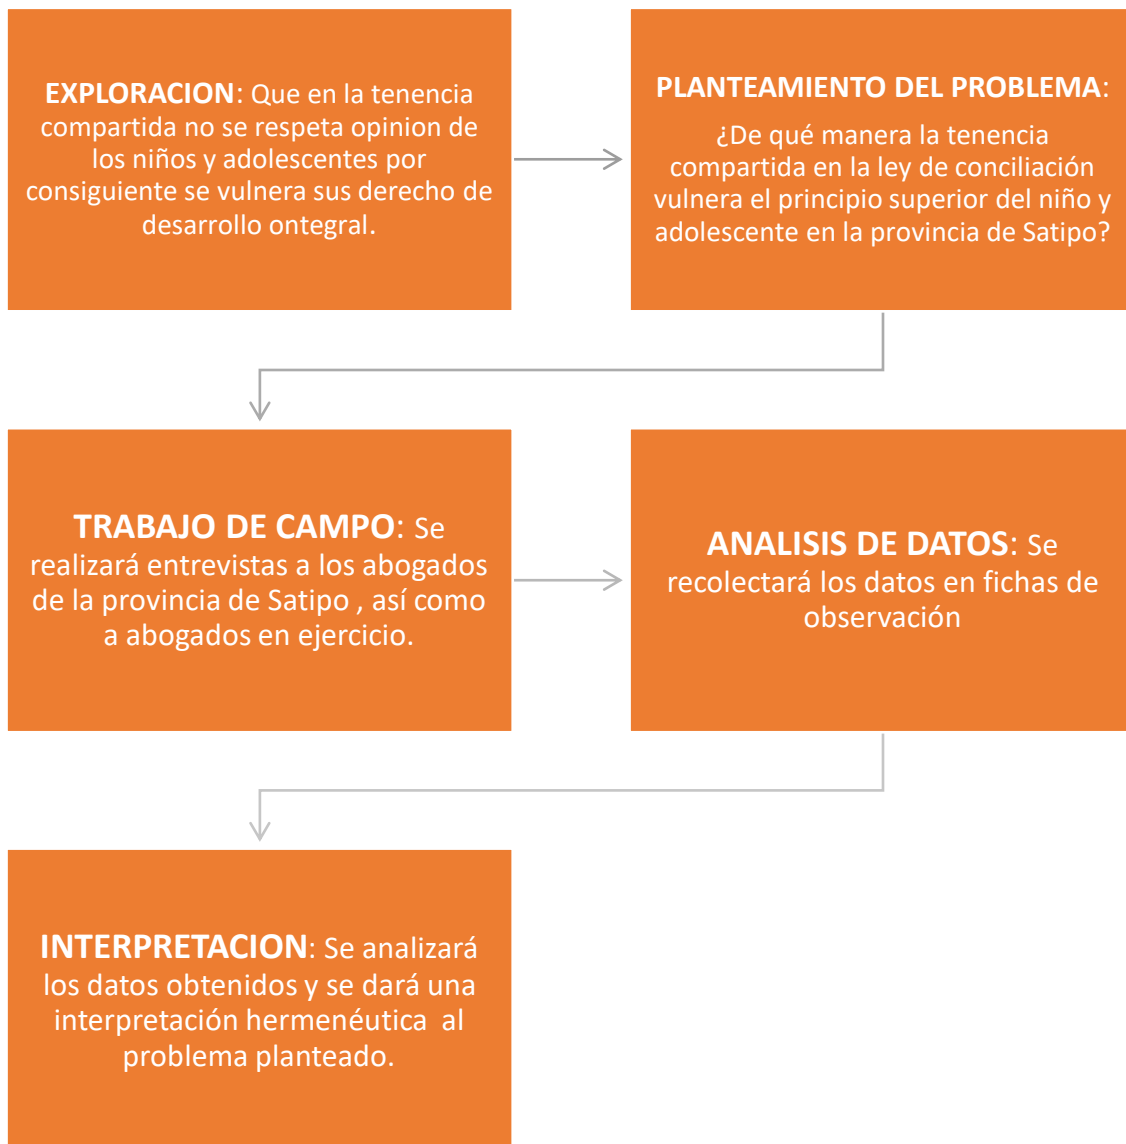 EXPLORACION: Que en la tenencia
compartida no se respeta opinion de
los niños y adolescentes por
consiguiente se vulnera sus derecho de
desarrollo ontegral.
PLANTEAMIENTO DEL PROBLEMA:
¿De qué manera la tenencia
compartida en la ley de conciliación
vulnera el principio superior del niño y
adolescente en la provincia de Satipo?
TRABAJO DE CAMPO: Se
realizará entrevistas a los abogados
de la provincia de Satipo , así como
a abogados en ejercicio.
ANALISIS DE DATOS: Se
recolectará los datos en fichas de
observación
INTERPRETACION: Se analizará
los datos obtenidos y se dará una
interpretación hermenéutica al
problema planteado.